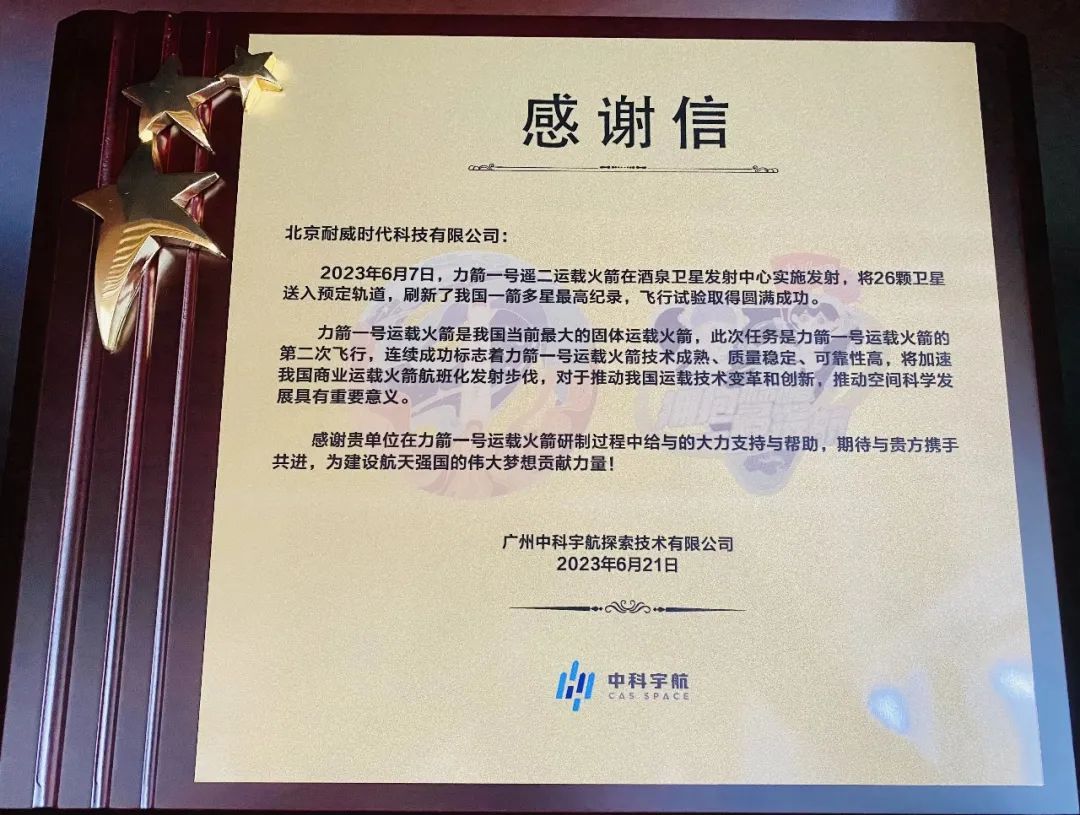 感谢信
北京耐威时代科技有限公司：
2023年6月7日，力箭一号遥二运载火箭在酒泉卫星发射中心实施发射，将26颗卫星
送入预定轨道，刷新了我国一箭多星最高纪录，飞行试验取得圆满成功。
力箭一号运载火箭是我国当前最大的固体运载火箭，此次任务是力箭一号运载火箭的
第二次飞行，连续成功标志着力箭一号运载火箭技术成熟、质量稳定、可靠性高，将加速
我国商业运载火箭航班化发射步伐，对于推动我国运载技术变革和创新，推动空间科学发
展具有重要意义。
感谢贵单位在力箭一号运载火箭研制过程中给与的大力支持与帮助，期待与贵方携手
共进，为建设航天强国的伟大梦想贡献力量！
广州中科宇航探索技术有限公司
2023年6月21日
中科宇航
CAS SPACE